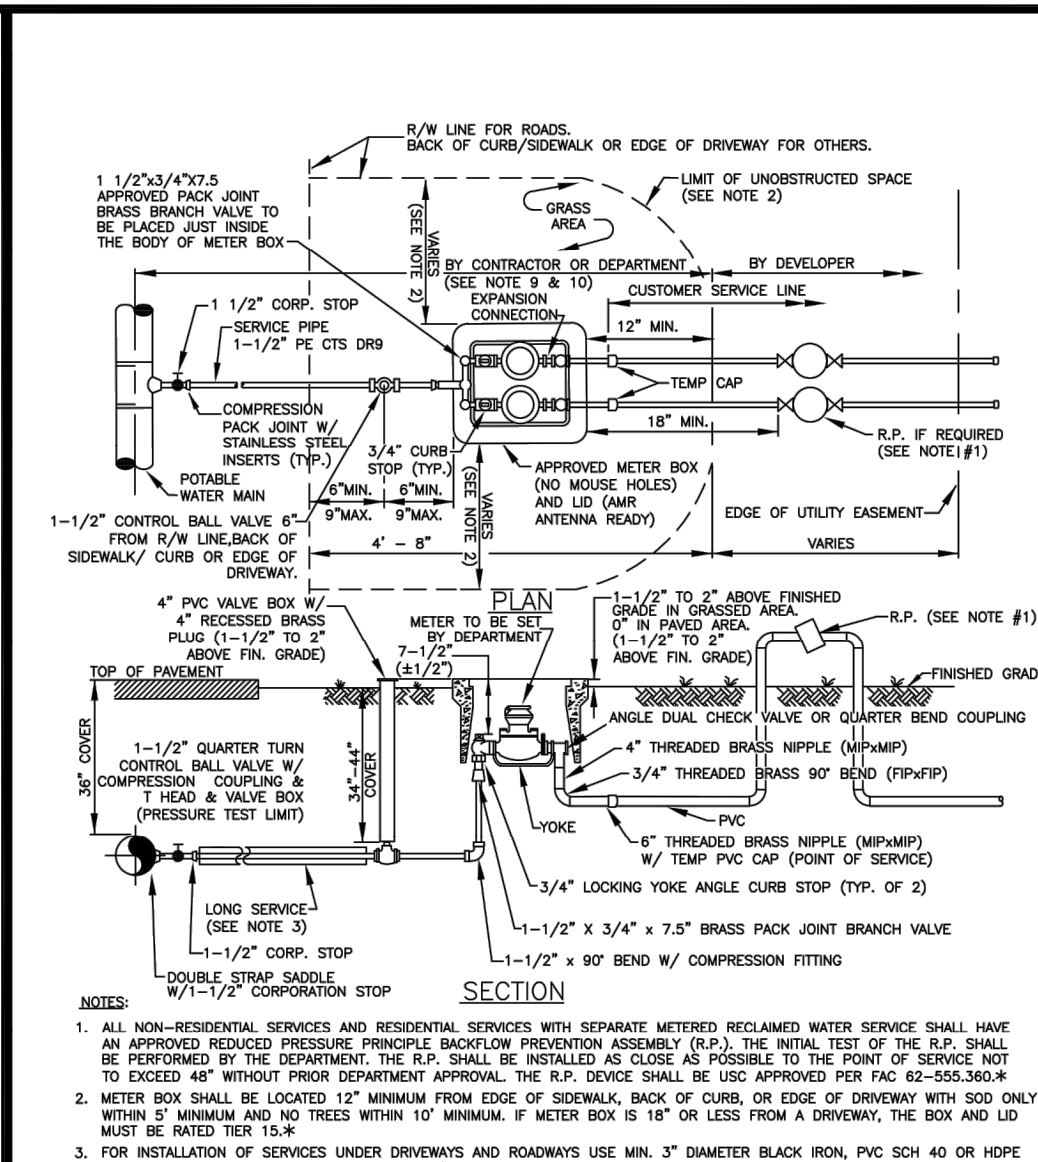 R/W LINE FOR ROADS.
BACK OF CURB/SIDEWALK OR EDGE OF DRIVEWAY FOR OTHERS.
1 1/2"x3/4"X7.5
APPROVED PACK JOINT
BRASS BRANCH VALVE TO
BE PLACED JUST INSIDE
THE BODY OF METER BOX
LIMIT OF UNOBSTRUCTED SPACE
(SEE NOTE 2)
GRASS
AREA
VARIES
(SEE NOTE 2)
BY CONTRACTOR OR DEPARTMENT
(SEE NOTE 9 & 10)
BY DEVELOPER
EXPANSION
CONNECTION
CUSTOMER SERVICE LINE
1 1/2" CORP. STOP
SERVICE PIPE
1-1/2" PE CTS DR9
12" MIN.
TEMP CAP
COMPRESSION
PACK JOINT W/
STAINLESS STEEL
INSERTS (TYP.)
3/4" CURB
STOP (TYP.)
18" MIN.
R.P. IF REQUIRED
(SEE NOTE #1)
POTABLE
WATER MAIN
6"MIN.
9"MAX.
6"MIN.
9"MAX.
VARIES
(SEE NOTE 2)
APPROVED METER BOX
(NO MOUSE HOLES)
AND LID (AMR
ANTENNA READY)
1-1/2" CONTROL BALL VALVE 6"
FROM R/W LINE,BACK OF
SIDEWALK/ CURB OR EDGE OF
DRIVEWAY.
4' - 8"
EDGE OF UTILITY EASEMENT
VARIES
PLAN
4" PVC VALVE BOX W/
4" RECESSED BRASS
PLUG (1-1/2" TO 2"
ABOVE FIN. GRADE)
METER TO BE SET
BY DEPARTMENT
7-1/2"
(±1/2")
1-1/2" TO 2" ABOVE FINISHED
GRADE IN GRASSED AREA.
0" IN PAVED AREA.
(1-1/2" TO 2"
ABOVE FIN. GRADE)
R.P. (SEE NOTE #1)
TOP OF PAVEMENT
FINISHED GRAD
36" COVER
1-1/2" QUARTER TURN
CONTROL BALL VALVE W/
COMPRESSION COUPLING &
T HEAD & VALVE BOX
(PRESSURE TEST LIMIT)
34"-44"
COVER
ANGLE DUAL CHECK VALVE OR QUARTER BEND COUPLING
4" THREADED BRASS NIPPLE (MIPxMIP)
3/4" THREADED BRASS 90° BEND (FIPxFIP)
YOKE
PVC
6" THREADED BRASS NIPPLE (MIPxMIP)
W/ TEMP PVC CAP (POINT OF SERVICE)
3/4" LOCKING YOKE ANGLE CURB STOP (TYP. OF 2)
LONG SERVICE
(SEE NOTE 3)
1-1/2" X 3/4" x 7.5" BRASS PACK JOINT BRANCH VALVE
1-1/2" CORP. STOP
1-1/2" x 90° BEND W/ COMPRESSION FITTING
DOUBLE STRAP SADDLE
W/1-1/2" CORPORATION STOP
SECTION
NOTES:
1. ALL NON-RESIDENTIAL SERVICES AND RESIDENTIAL SERVICES WITH SEPARATE METERED RECLAIMED WATER SERVICE SHALL HAVE
AN APPROVED REDUCED PRESSURE PRINCIPLE BACKFLOW PREVENTION ASSEMBLY (R.P.). THE INITIAL TEST OF THE R.P. SHALL
BE PERFORMED BY THE DEPARTMENT. THE R.P. SHALL BE INSTALLED AS CLOSE AS POSSIBLE TO THE POINT OF SERVICE NOT
TO EXCEED 48" WITHOUT PRIOR DEPARTMENT APPROVAL. THE R.P. DEVICE SHALL BE USC APPROVED PER FAC 62-555.360.*
2. METER BOX SHALL BE LOCATED 12" MINIMUM FROM EDGE OF SIDEWALK, BACK OF CURB, OR EDGE OF DRIVEWAY WITH SOD ONLY
WITHIN 5' MINIMUM AND NO TREES WITHIN 10' MINIMUM. IF METER BOX IS 18" OR LESS FROM A DRIVEWAY, THE BOX AND LID
MUST BE RATED TIER 15.*
3. FOR INSTALLATION OF SERVICES UNDER DRIVEWAYS AND ROADWAYS USE MIN. 3" DIAMETER BLACK IRON, PVC SCH 40 OR HDPE